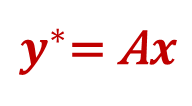 y* = Ax